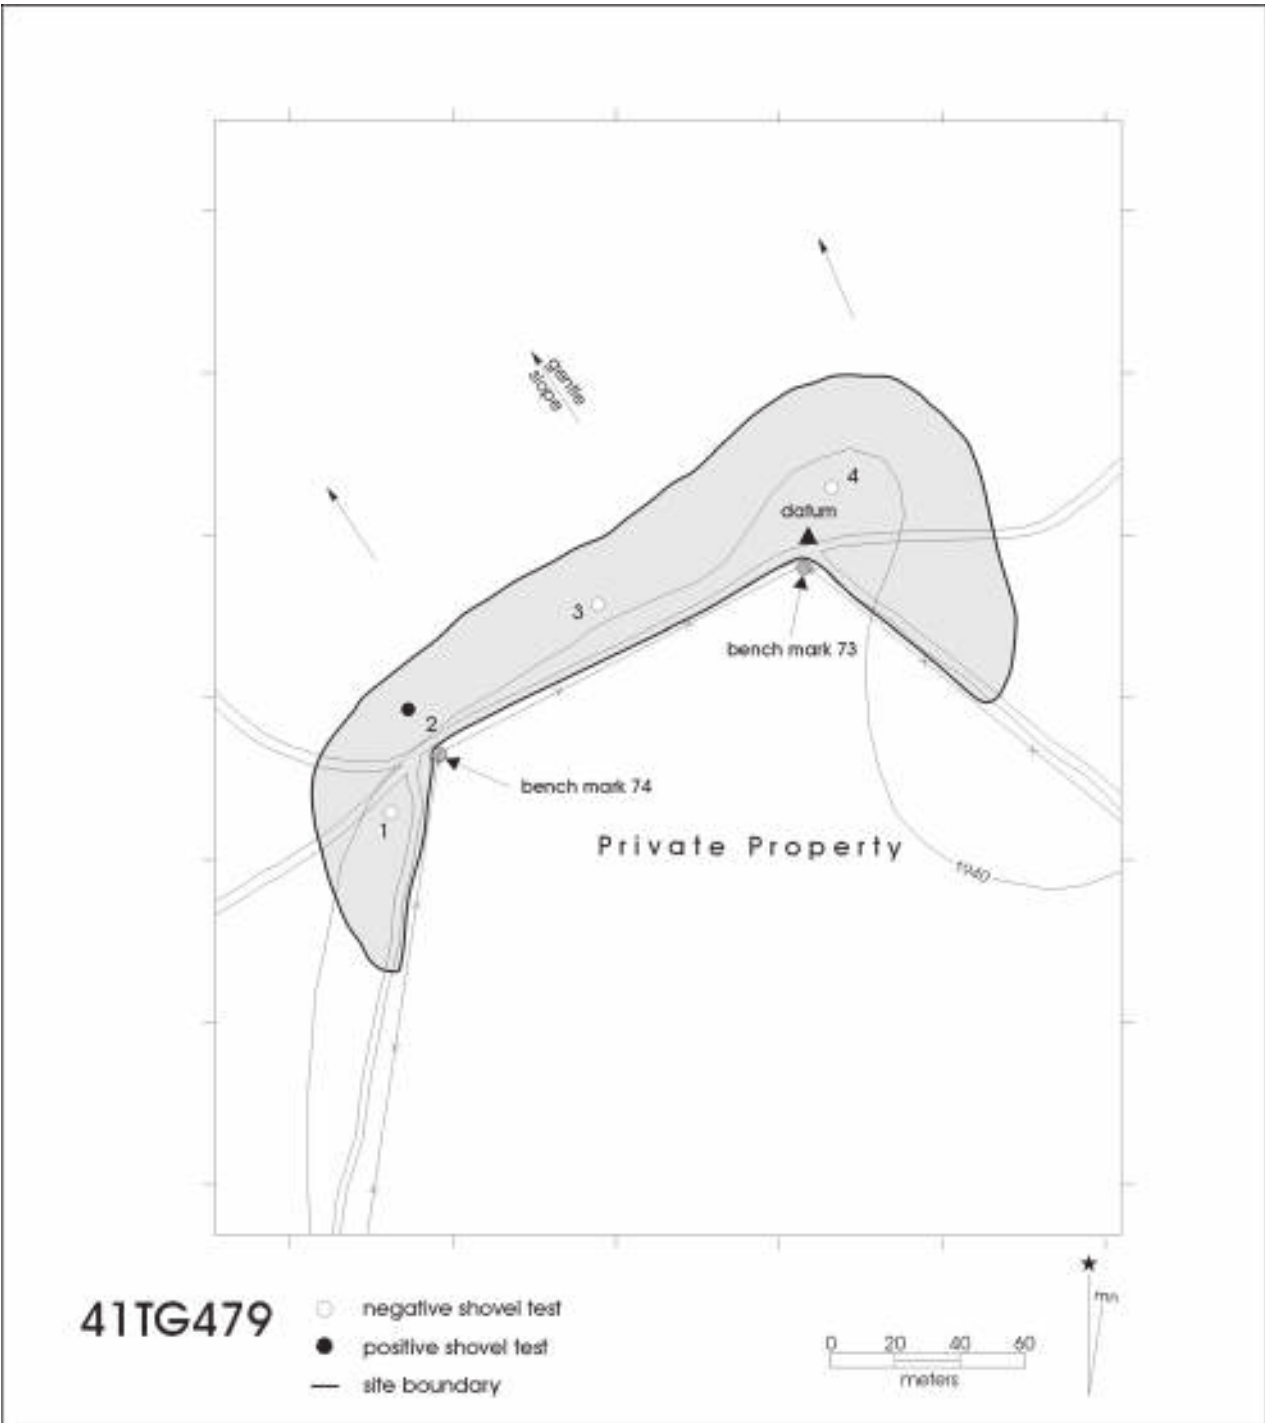 gentle
slope
4
datum
3
bench mark 73
2
bench mark 74
1
Private Property
1940
mn
41TG479
negative shovel test
positive shovel test
site boundary
0 20 40 60
meters